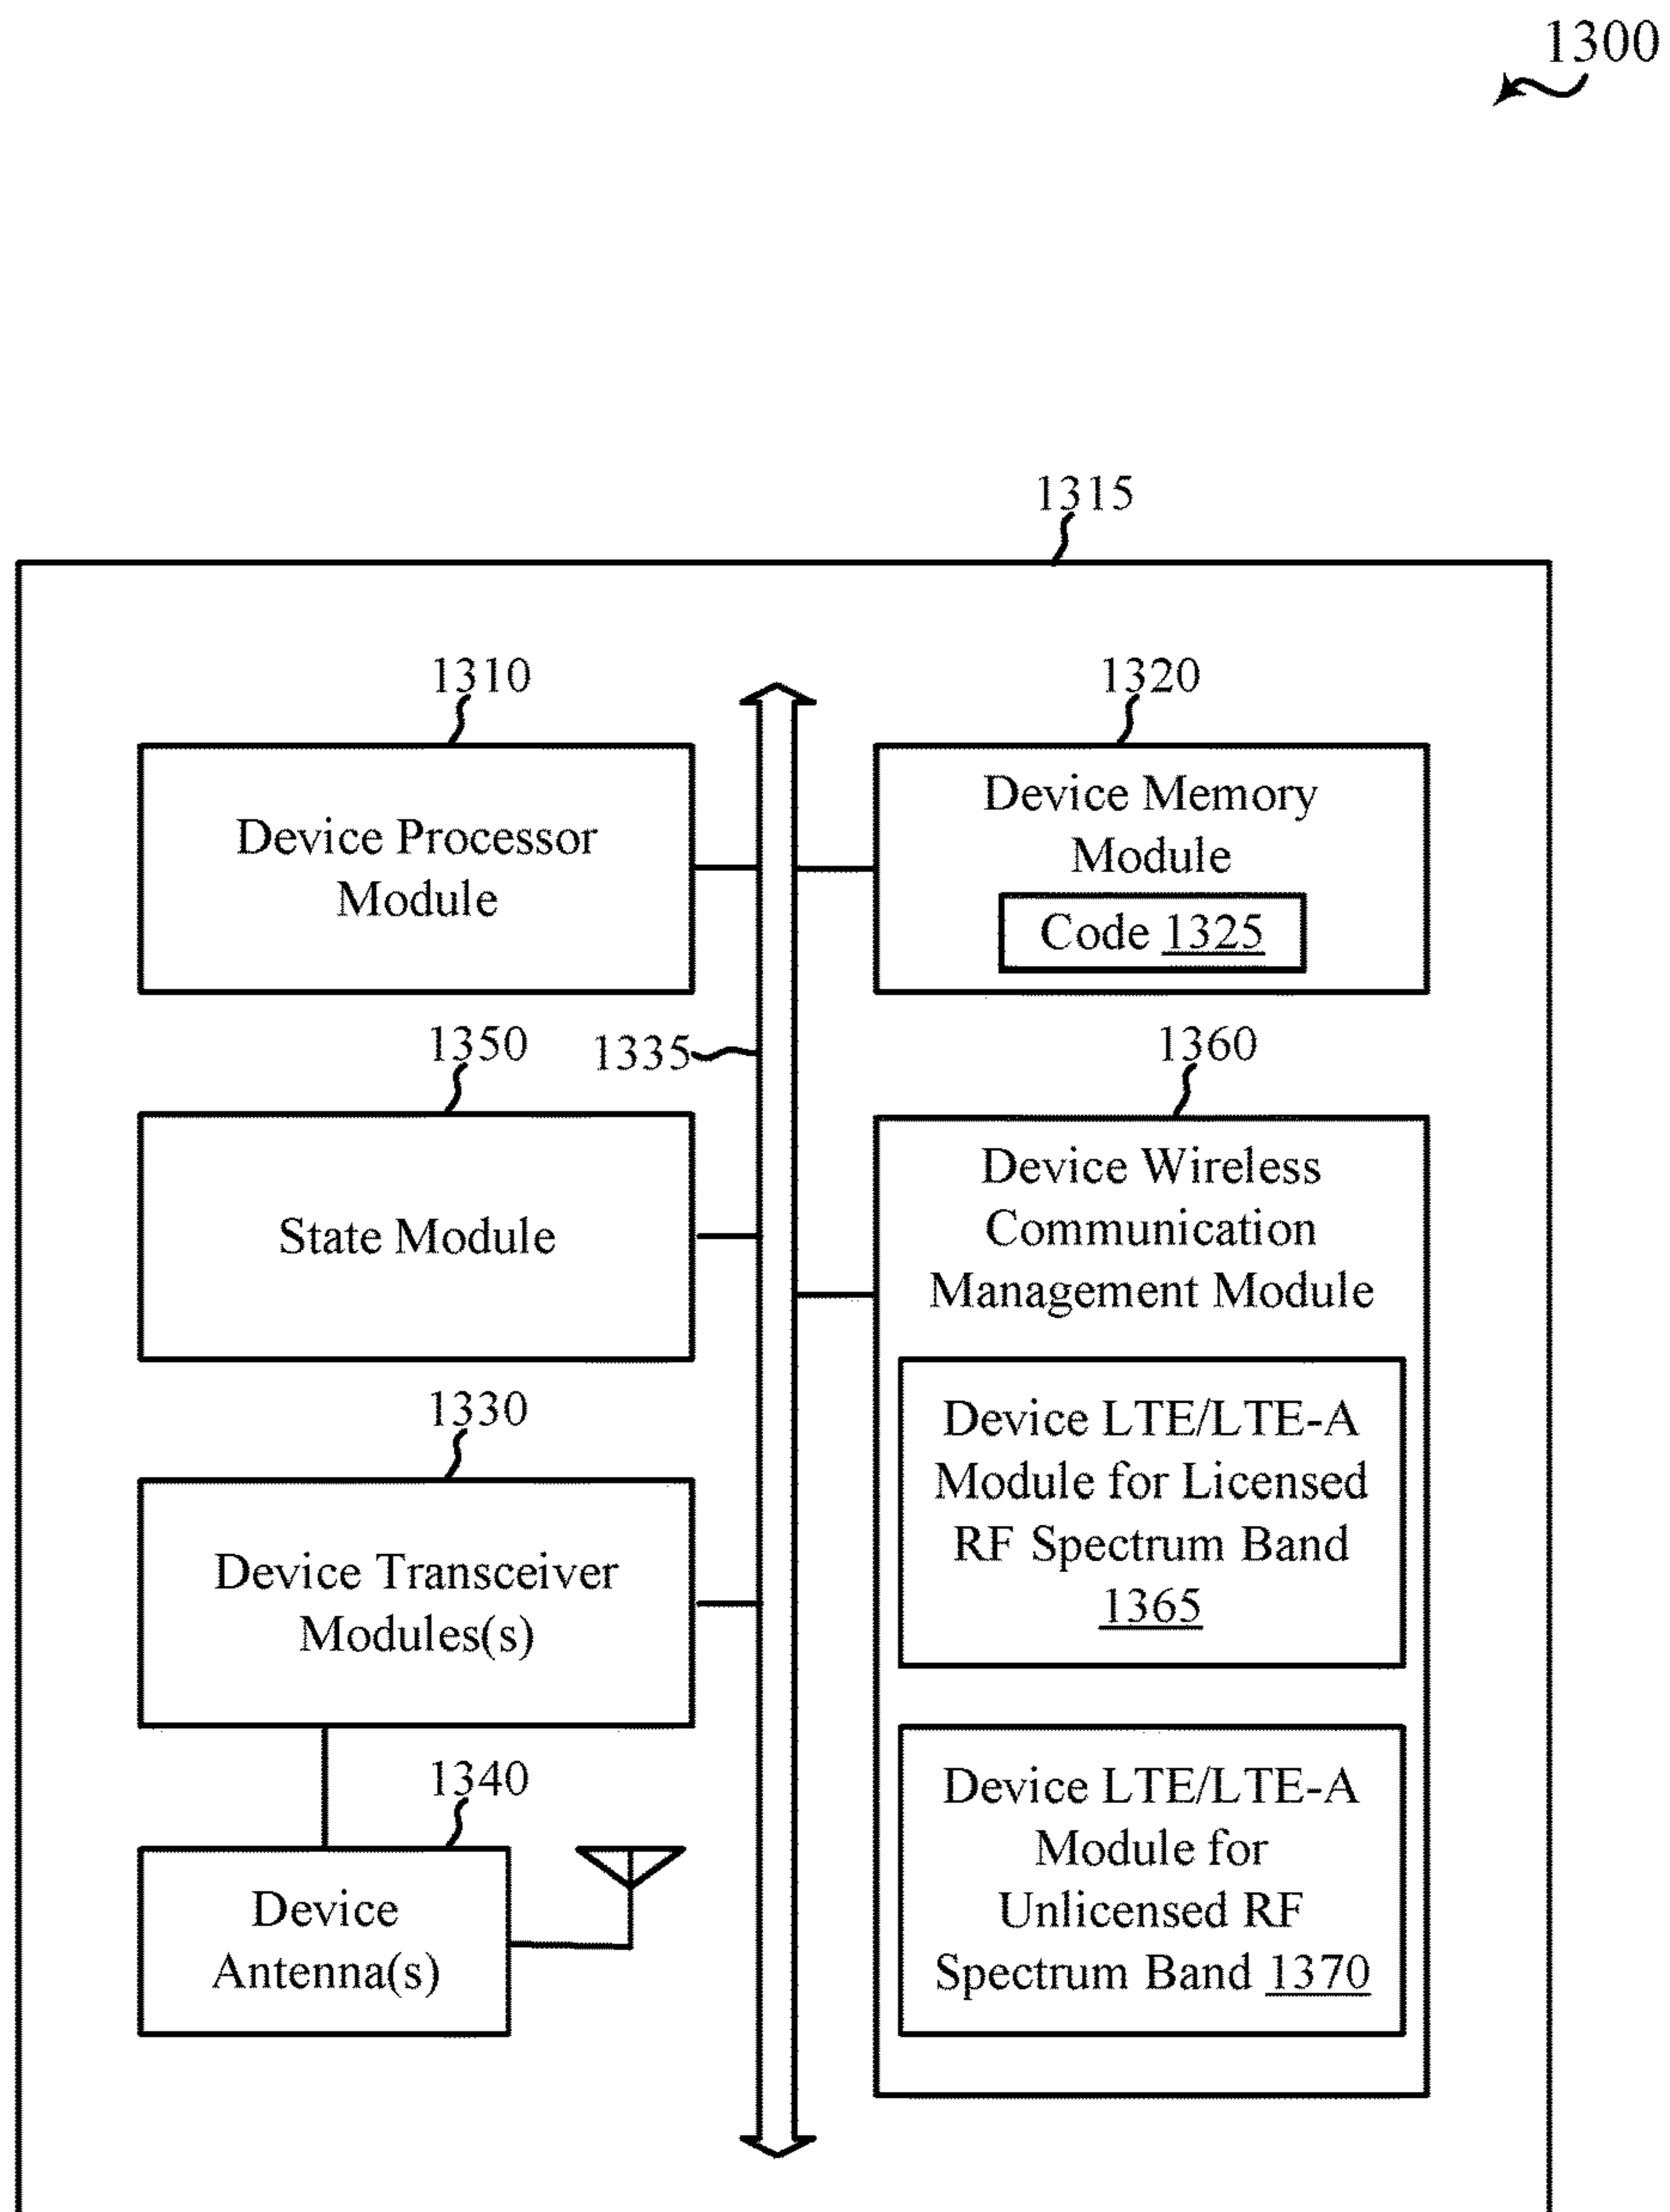 1300
1315
1310
Device Processor
Module
1320
Device Memory
Module
Code 1325
1350
State Module
1335
1360
Device Wireless
Communication
Management Module
Device LTE/LTE-A
Module for Licensed
RF Spectrum Band
1365
Device LTE/LTE-A
Module for
Unlicensed RF
Spectrum Band 1370
1330
Device Transceiver
Modules(s)
1340
Device
Antenna(s)